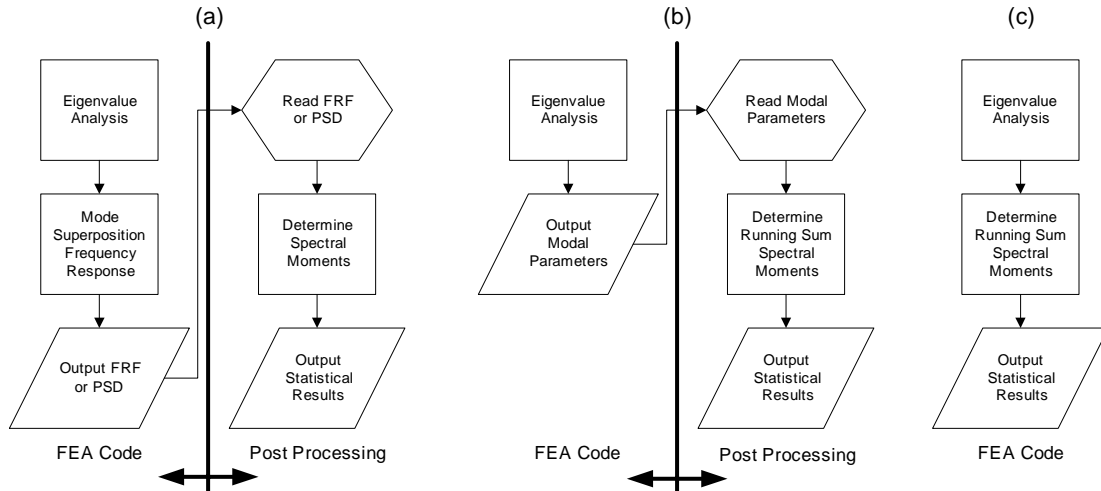 (a)
Eigenvalue
Analysis
Mode
Superposition
Frequency
Response
Output FRF
or PSD
FEA Code
Read FRF
or PSD
Determine
Spectral
Moments
Output
Statistical
Results
Post Processing
(b)
Eigenvalue
Analysis
Output
Modal
Parameters
FEA Code
Read Modal
Parameters
Determine
Running Sum
Spectral
Moments
Output
Statistical
Results
Post Processing
(c)
Eigenvalue
Analysis
Determine
Running Sum
Spectral
Moments
Output
Statistical
Results
FEA Code